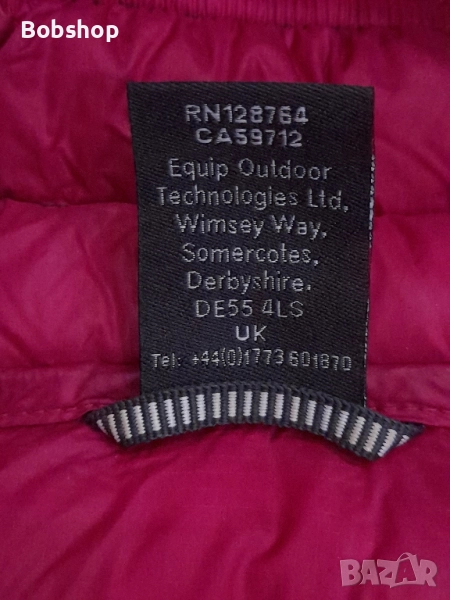 Bobshop
RN128764
CA59712
Equip Outdoor
Technologies Ltd,
Wimsey Way,
Somercotes,
Derbyshire.
DE55 4LS
UK
Tel: +44(0)1773 601870
BAZAR